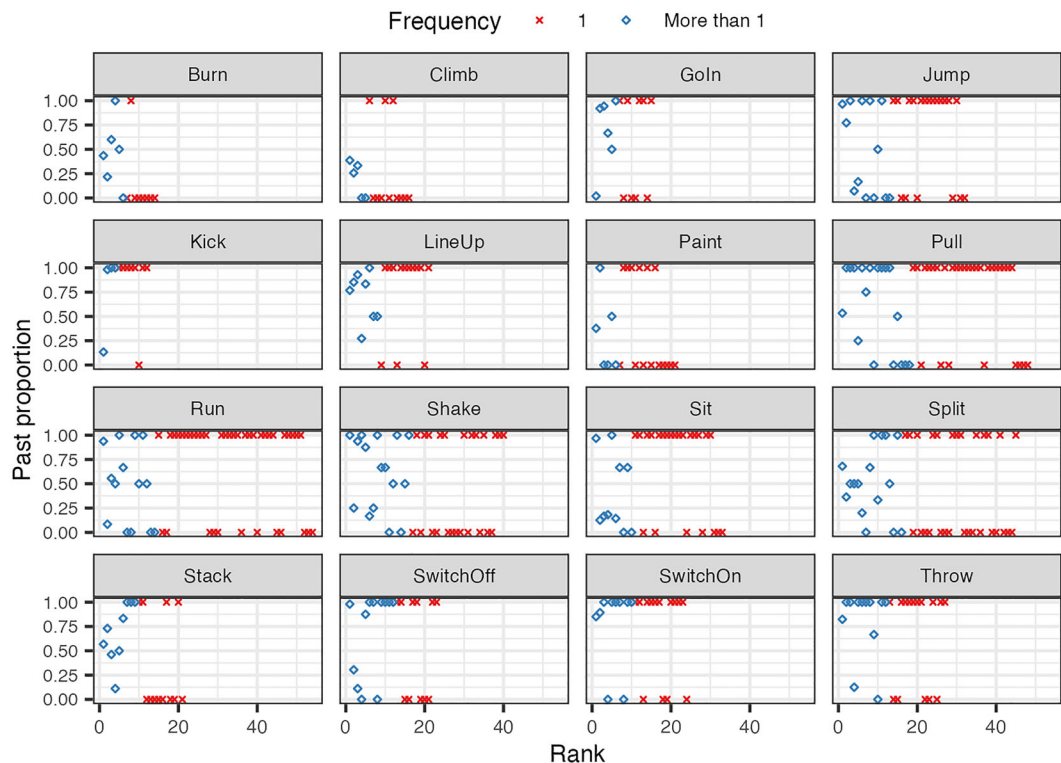 Frequency 1 More than 1
Burn Climb GoIn Jump
1.00
0.75
0.50
0.25
0.00
Kick LineUp Paint Pull
1.00
0.75
0.50
0.25
0.00
Run Shake Sit Split
1.00
0.75
0.50
0.25
0.00
Stack SwitchOff SwitchOn Throw
1.00
0.75
0.50
0.25
0.00
0 20 40 0 20 40 0 20 40 0 20 40
Past proportion
Rank